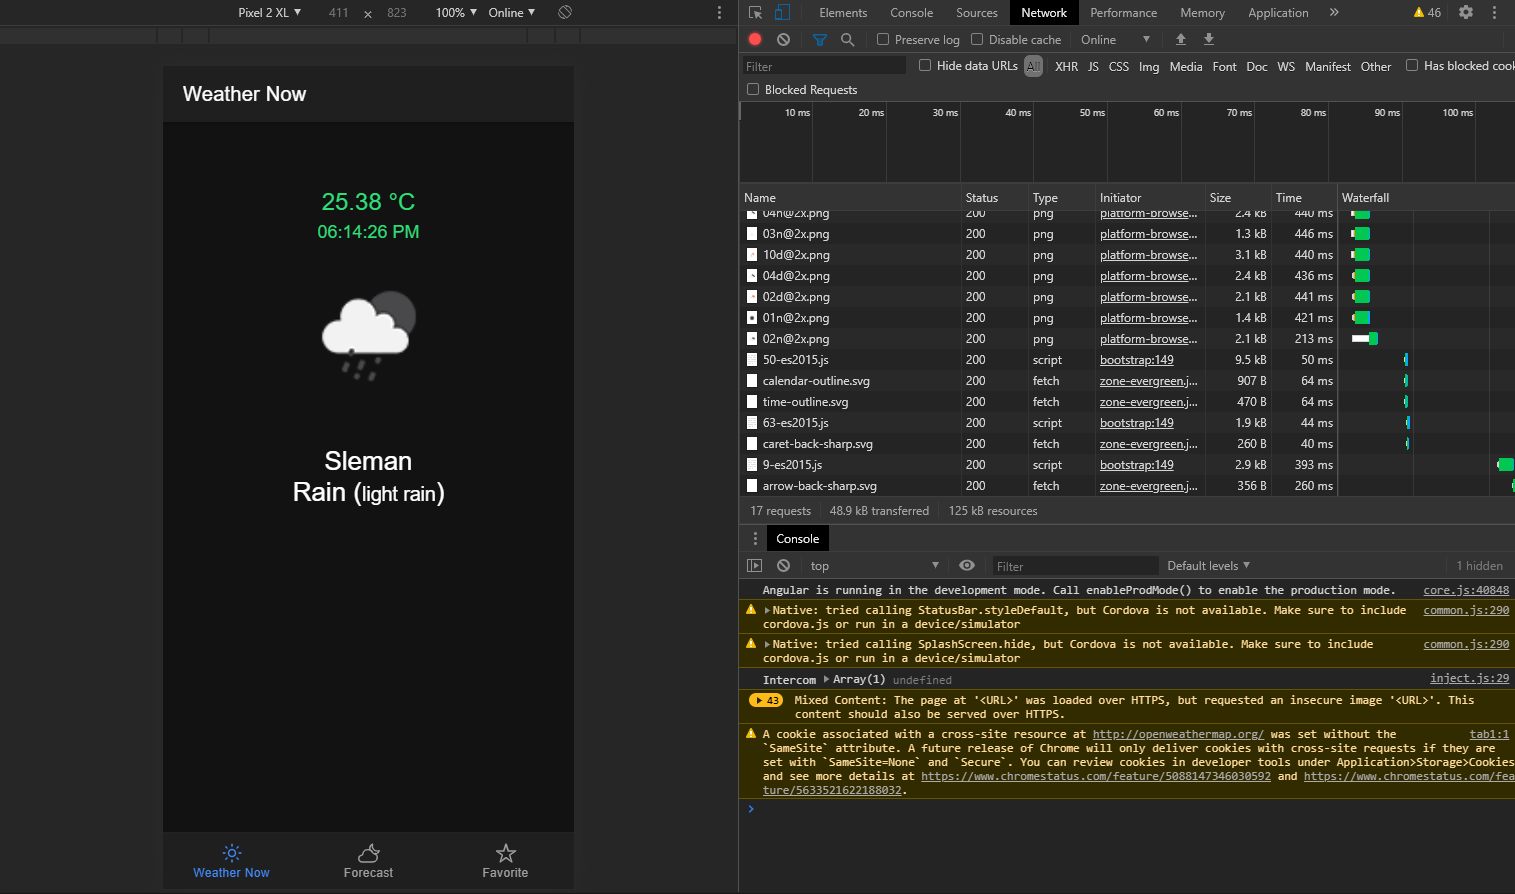 Pixel 2 XL ▼ 411 × 823 100% ▼ Online ▼
Elements Console Sources Network Performance Memory Application » 46
Preserve log Disable cache Online ▼
Filter Hide data URLs All XHR JS CSS Img Media Font Doc WS Manifest Other Has blocked cook
Blocked Requests
10 ms 20 ms 30 ms 40 ms 50 ms 60 ms 70 ms 80 ms 90 ms 100 ms
Name Status Type Initiator Size Time Waterfall
04n@2x.png 200 png platform-browse... 2.4 kB 440 ms
03n@2x.png 200 png platform-browse... 1.3 kB 446 ms
10d@2x.png 200 png platform-browse... 3.1 kB 440 ms
04d@2x.png 200 png platform-browse... 2.4 kB 436 ms
02d@2x.png 200 png platform-browse... 2.1 kB 441 ms
01n@2x.png 200 png platform-browse... 1.4 kB 421 ms
02n@2x.png 200 png platform-browse... 2.1 kB 213 ms
50-es2015.js 200 script bootstrap:149 9.5 kB 50 ms
calendar-outline.svg 200 fetch zone-evergreen.j... 907 B 64 ms
time-outline.svg 200 fetch zone-evergreen.j... 470 B 64 ms
63-es2015.js 200 script bootstrap:149 1.9 kB 44 ms
caret-back-sharp.svg 200 fetch zone-evergreen.j... 260 B 40 ms
9-es2015.js 200 script bootstrap:149 2.9 kB 393 ms
arrow-back-sharp.svg 200 fetch zone-evergreen.j... 356 B 260 ms
17 requests 48.9 kB transferred 125 kB resources
Console
top ▼ Filter Default levels ▼ 1 hidden
Angular is running in the development mode. Call enableProdMode() to enable the production mode. core.js:40848
Native: tried calling StatusBar.styleDefault, but Cordova is not available. Make sure to include common.js:290
cordova.js or run in a device/simulator
Native: tried calling SplashScreen.hide, but Cordova is not available. Make sure to include common.js:290
cordova.js or run in a device/simulator
Intercom ▶ Array(1) undefined inject.js:29
43 Mixed Content: The page at '<URL>' was loaded over HTTPS, but requested an insecure image '<URL>'. This
content should also be served over HTTPS.
A cookie associated with a cross-site resource at http://openweathermap.org/ was set without the tab1:1
`SameSite` attribute. A future release of Chrome will only deliver cookies with cross-site requests if they are
set with `SameSite=None` and `Secure`. You can review cookies in developer tools under Application>Storage>Cookies
and see more details at https://www.chromestatus.com/feature/5088147346030592 and https://www.chromestatus.com/fea
ture/5633521622188032.
Weather Now
25.38 °C
06:14:26 PM
Sleman
Rain (light rain)
Weather Now Forecast Favorite